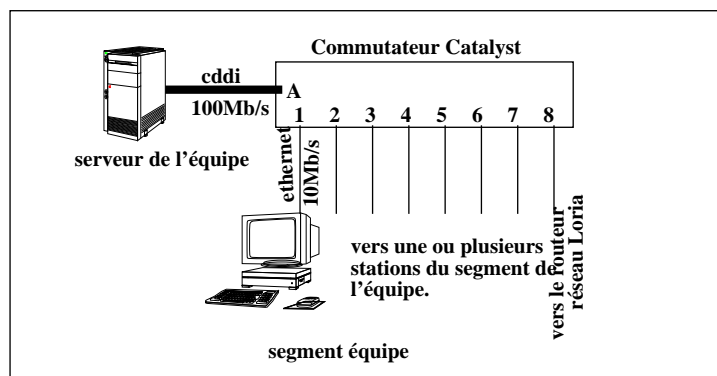 Commutateur Catalyst
cddi
100Mb/s
A
1 2 3 4 5 6 7 8
serveur de l’équipe
ethernet
10Mb/s
vers une ou plusieurs
stations du segment de
l’équipe.
vers le routeur
réseau Loria
segment équipe